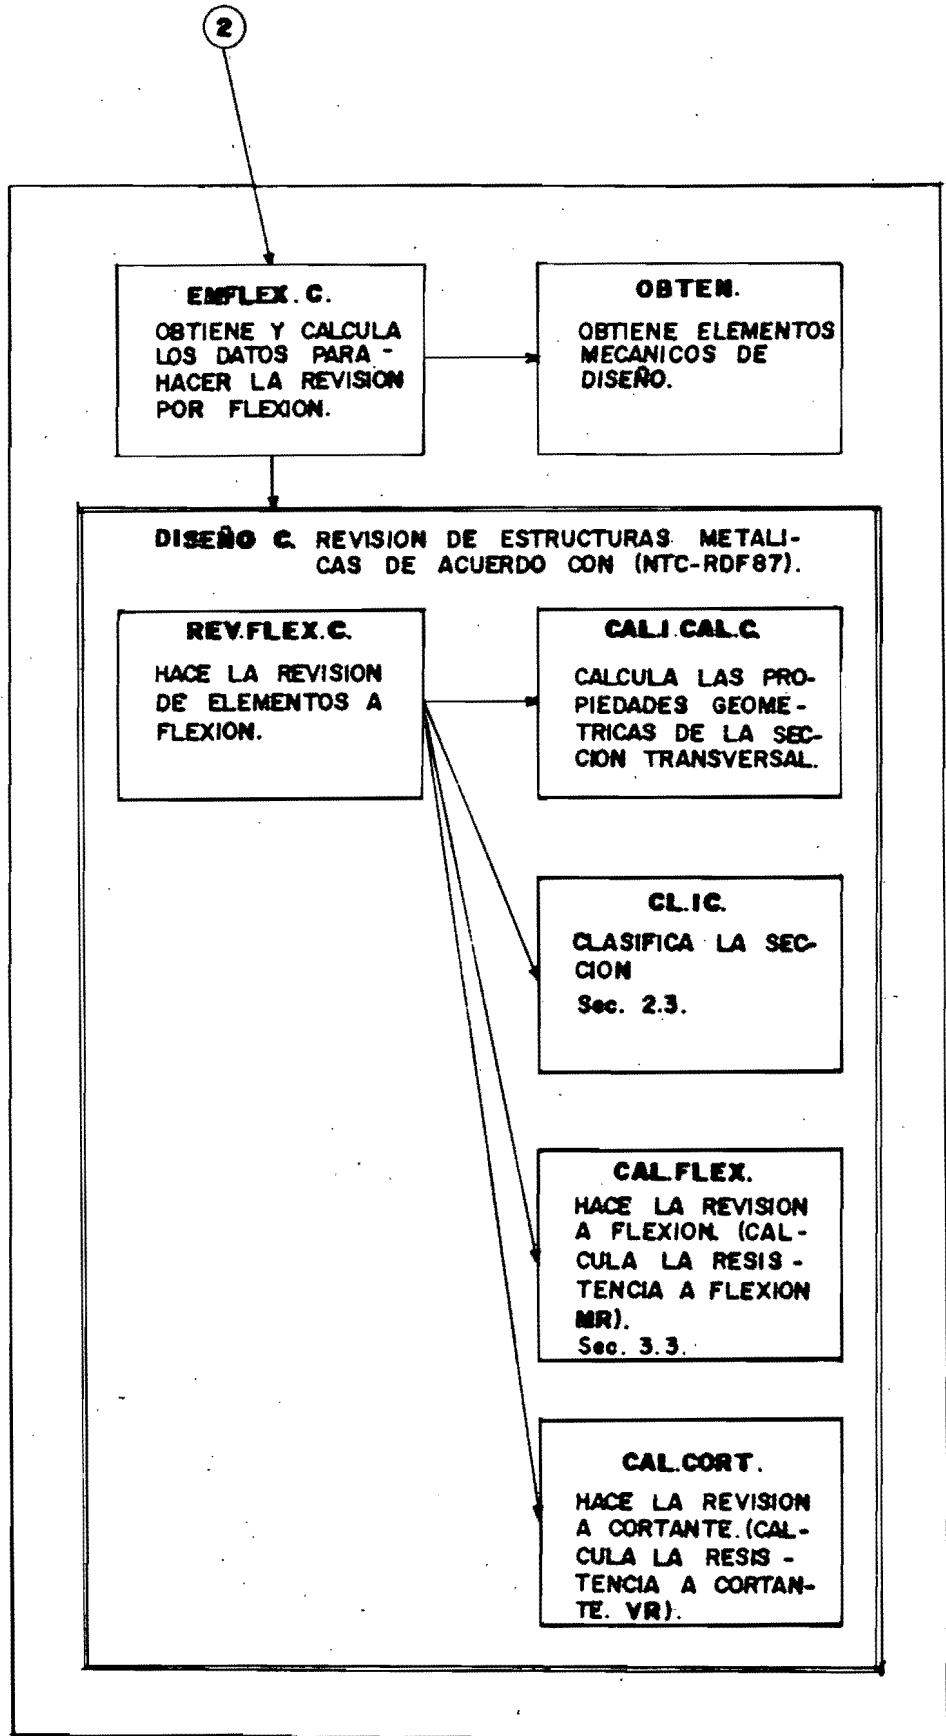 2
EMFLEX.C.
OBTIENE Y CALCULA
LOS DATOS PARA -
HACER LA REVISION
POR FLEXION.
OBTEN.
OBTIENE ELEMENTOS
MECANICOS DE
DISEÑO.
DISEÑO C. REVISION DE ESTRUCTURAS METALI-
CAS DE ACUERDO CON (NTC-RDF87).
REV.FLEX.C.
HACE LA REVISION
DE ELEMENTOS A
FLEXION.
CAL.I.CAL.C.
CALCULA LAS PRO-
PIEDADES GEOME-
TRICAS DE LA SEC-
CION TRANSVERSAL.
CL.IC.
CLASIFICA LA SEC-
CION
Sec. 2.3.
CAL.FLEX.
HACE LA REVISION
A FLEXION. (CAL-
CULA LA RESIS-
TENCIA A FLEXION
MR).
Sec. 3.3.
CAL.CORT.
HACE LA REVISION
A CORTANTE.(CAL-
CULA LA RESIS-
TENCIA A CORTAN-
TE. VR).